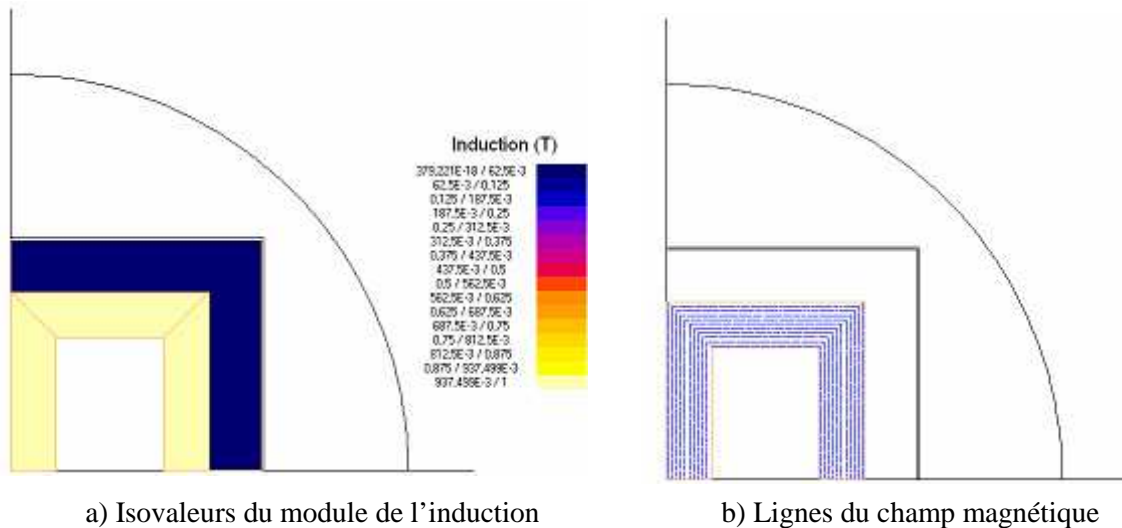 Induction (T)
379,221E-18 / 62,5E-3
62,5E-3 / 0,125
0,125 / 187,5E-3
187,5E-3 / 0,25
0,25 / 312,5E-3
312,5E-3 / 0,375
0,375 / 437,5E-3
437,5E-3 / 0,5
0,5 / 562,5E-3
562,5E-3 / 0,625
0,625 / 687,5E-3
687,5E-3 / 0,75
0,75 / 812,5E-3
812,5E-3 / 0,875
0,875 / 937,499E-3
937,499E-3 / 1
a) Isovaleurs du module de l’induction
b) Lignes du champ magnétique